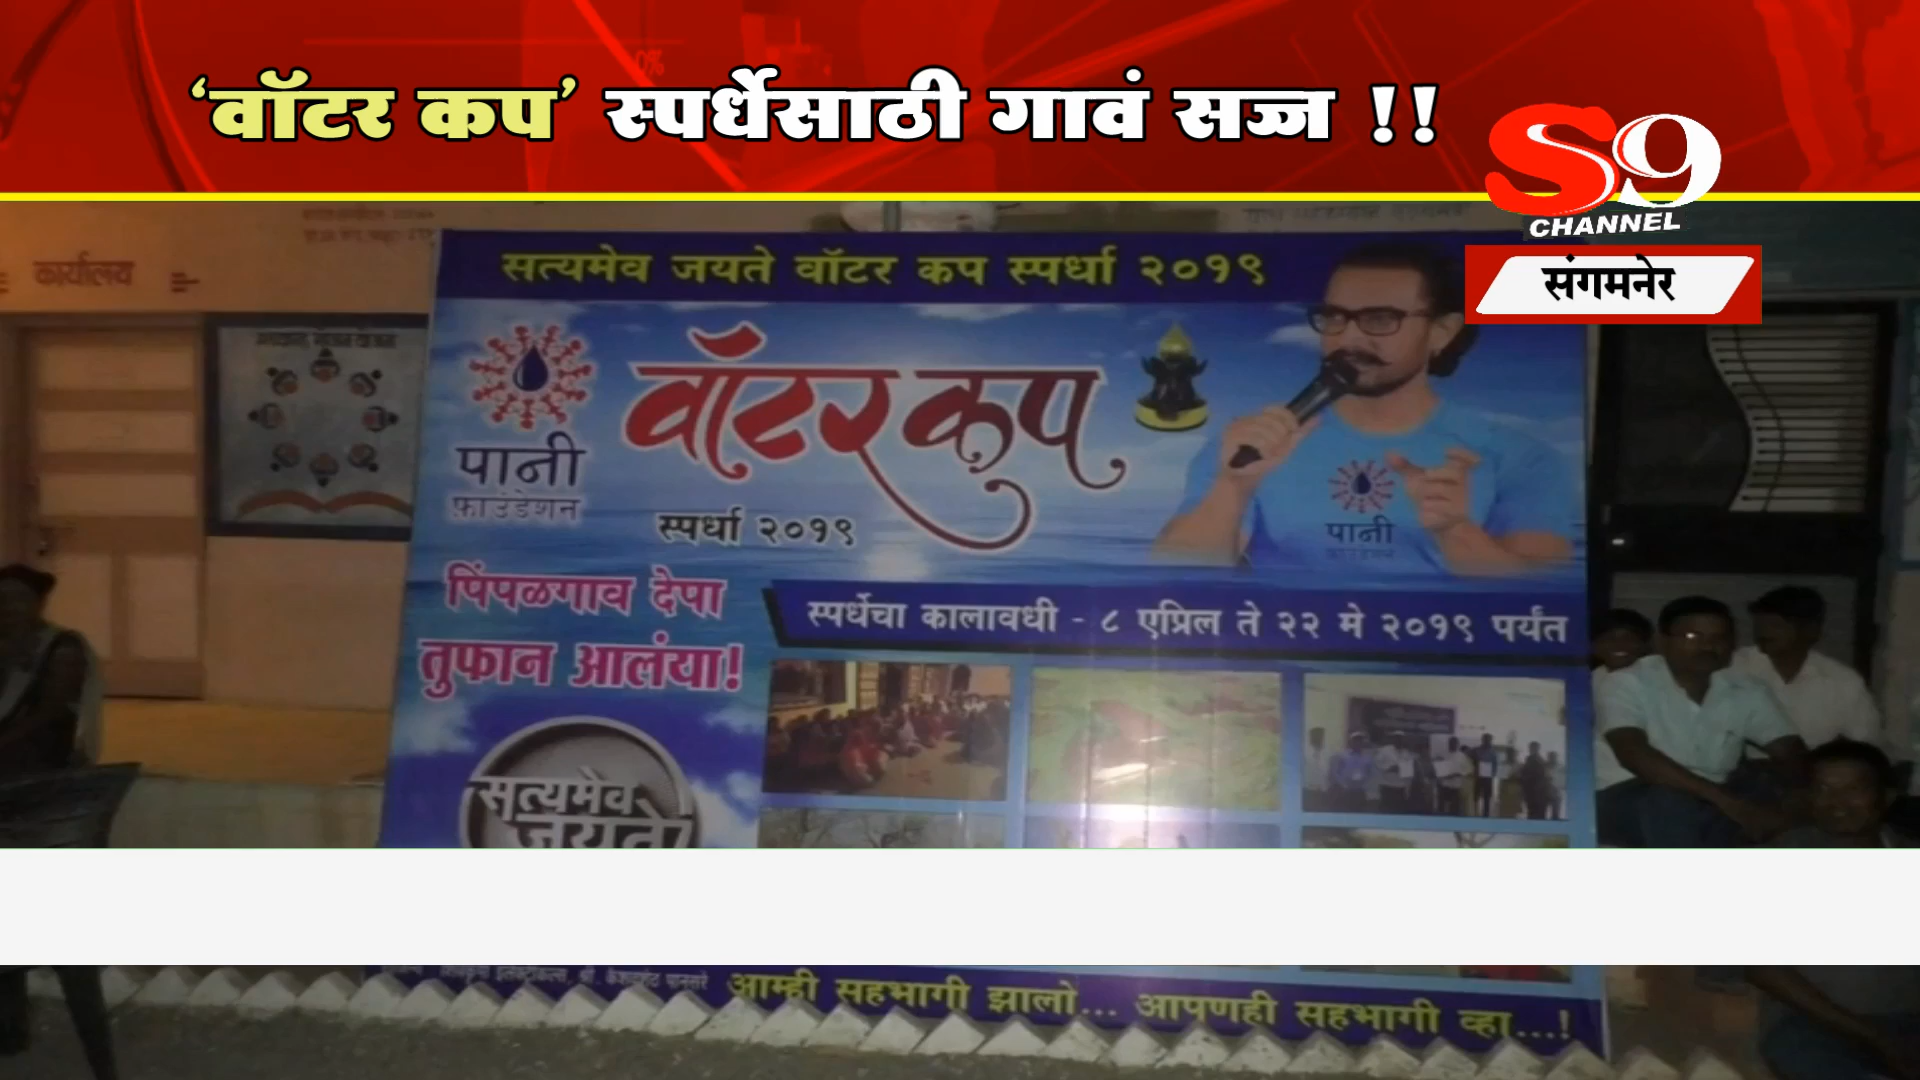 ‘वॉटर कप’ स्पर्धेसाठी गावं सज्ज !!
S9
CHANNEL
संगमनेर
कार्यालय
सत्यमेव जयते वॉटर कप स्पर्धा २०१९
वॉटर कप
पानी
फ़ाउंडेशन
स्पर्धा २०१९
पानी
पिंपळगाव देपा
तुफान आलंया!
स्पर्धेचा कालावधी - ८ एप्रिल ते २२ मे २०१९ पर्यंत
सत्यमेव
जयते
आम्ही सहभागी झालो... आपणही सहभागी व्हा...!